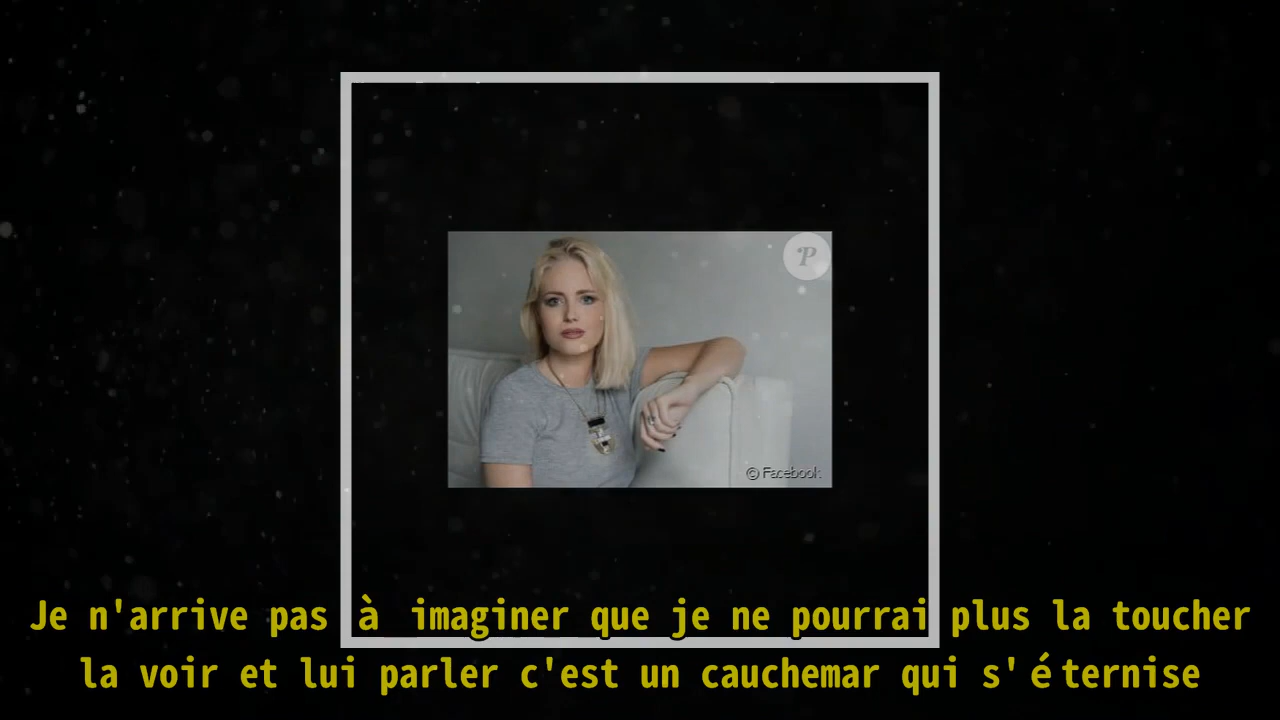 P
© Facebook
Je n'arrive pas à imaginer que je ne pourrai plus la toucher
la voir et lui parler c'est un cauchemar qui s'éternise